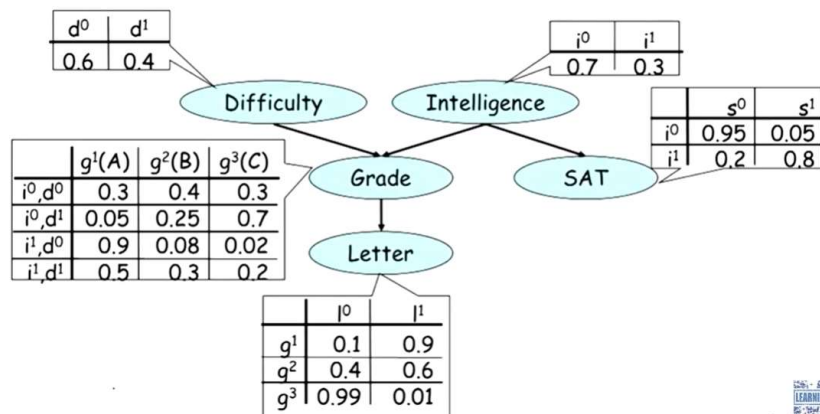 d⁰ d¹
0.6 0.4
i⁰ i¹
0.7 0.3
Difficulty
Intelligence
s⁰ s¹
i⁰ 0.95 0.05
i¹ 0.2 0.8
g¹(A) g²(B) g³(C)
i⁰,d⁰ 0.3 0.4 0.3
i⁰,d¹ 0.05 0.25 0.7
i¹,d⁰ 0.9 0.08 0.02
i¹,d¹ 0.5 0.3 0.2
Grade
SAT
Letter
l⁰ l¹
g¹ 0.1 0.9
g² 0.4 0.6
g³ 0.99 0.01